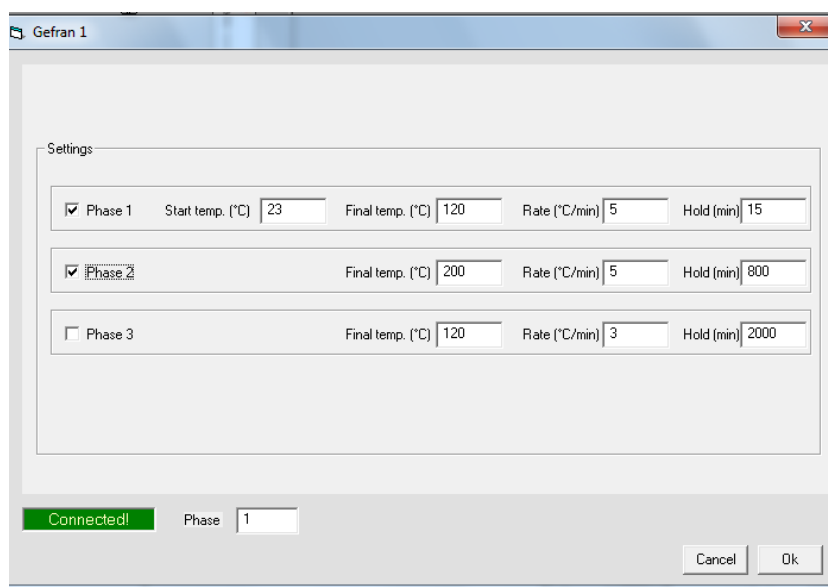 Gefran 1
Settings
Phase 1 Start temp. (°C) 23 Final temp. (°C) 120 Rate (°C/min) 5 Hold (min) 15
Phase 2 Final temp. (°C) 200 Rate (°C/min) 5 Hold (min) 800
Phase 3 Final temp. (°C) 120 Rate (°C/min) 3 Hold (min) 2000
Connected! Phase 1
Cancel Ok